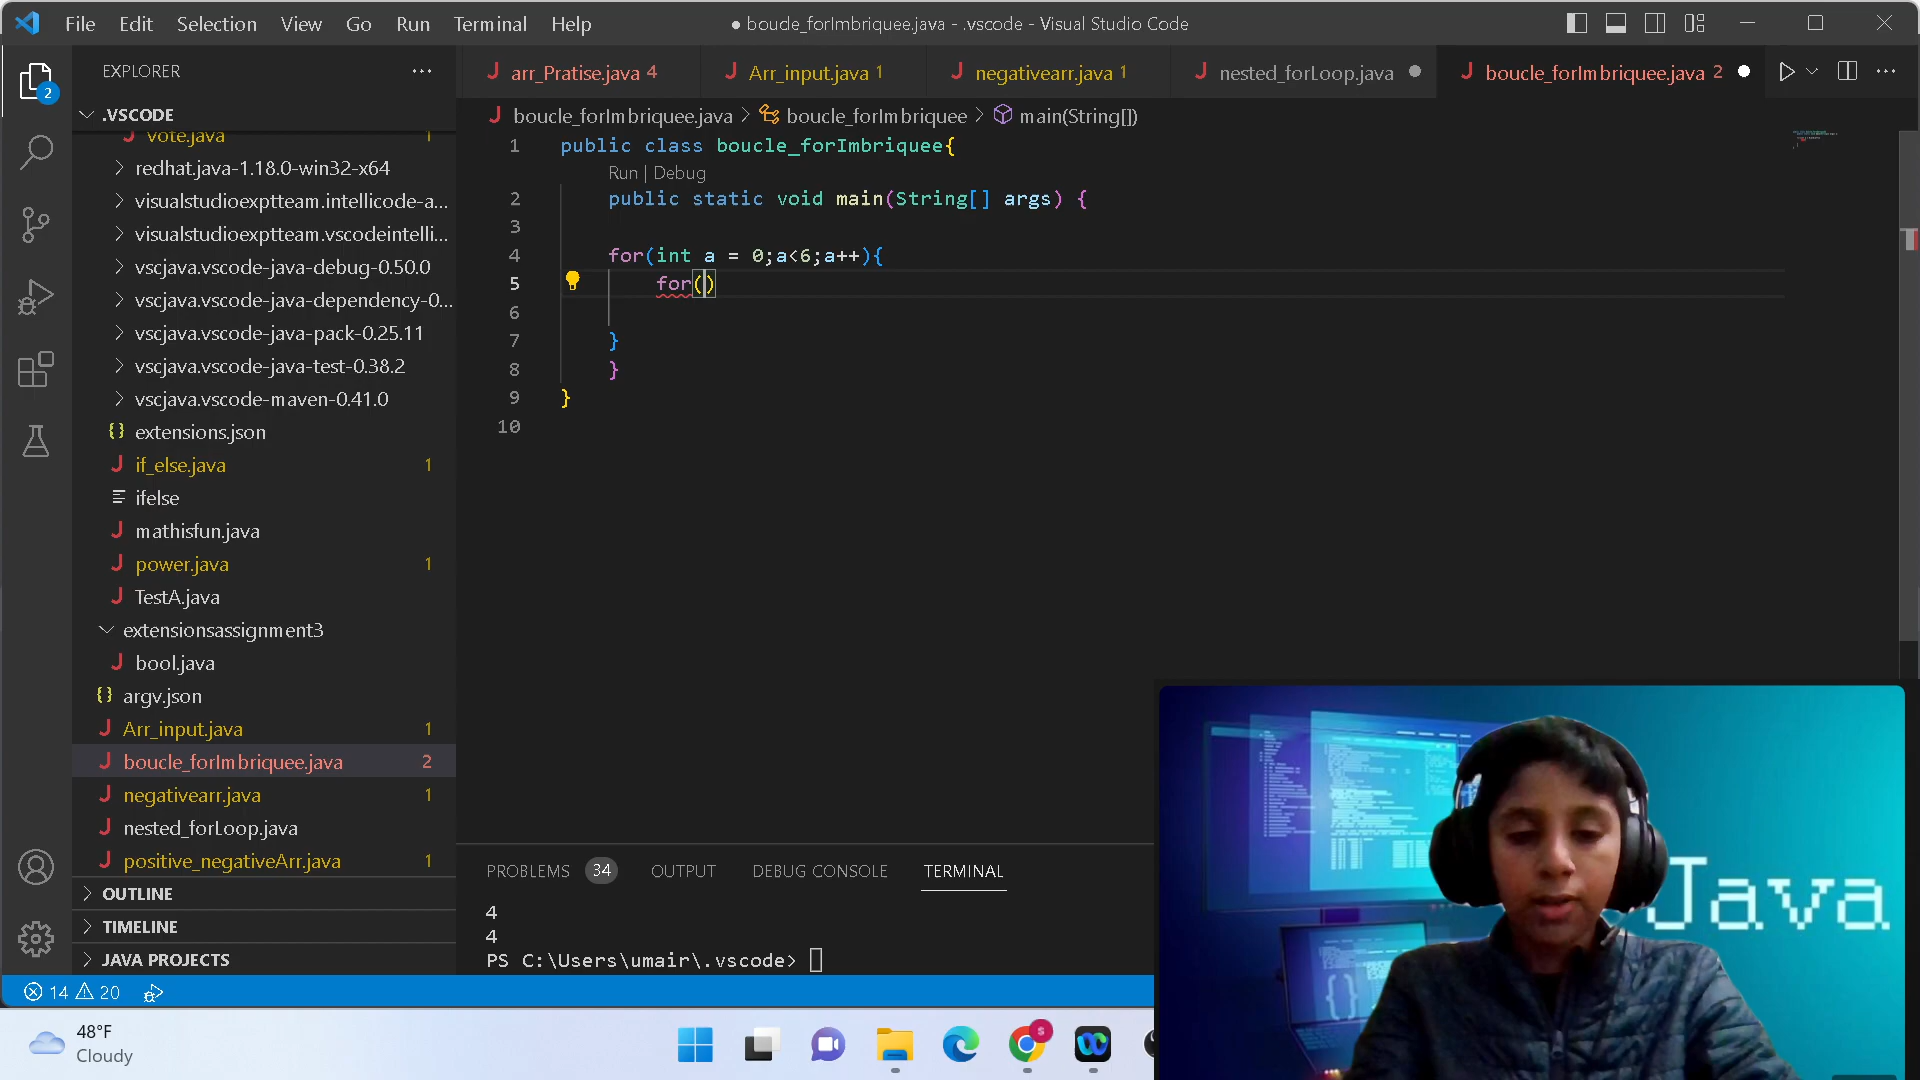 File Edit Selection View Go Run Terminal Help
● boucle_forImbriquee.java - .vscode - Visual Studio Code
EXPLORER
arr_Pratise.java 4
Arr_input.java 1
negativearr.java 1
nested_forLoop.java
boucle_forImbriquee.java 2
2
.VSCODE
boucle_forImbriquee.java > boucle_forImbriquee > main(String[])
vote.java 1
redhat.java-1.18.0-win32-x64
visualstudioexptteam.intellicode-a...
visualstudioexptteam.vscodeintelli...
vscjava.vscode-java-debug-0.50.0
vscjava.vscode-java-dependency-0...
vscjava.vscode-java-pack-0.25.11
vscjava.vscode-java-test-0.38.2
vscjava.vscode-maven-0.41.0
{} extensions.json
if_else.java 1
ifelse
mathisfun.java
power.java 1
TestA.java
extensionsassignment3
bool.java
{} argv.json
Arr_input.java 1
boucle_forImbriquee.java 2
negativearr.java 1
nested_forLoop.java
positive_negativeArr.java 1
OUTLINE
TIMELINE
JAVA PROJECTS
1 public class boucle_forImbriquee{
Run | Debug
2 public static void main(String[] args) {
3
4 for(int a = 0;a<6;a++){
5 for()
6
7 }
8 }
9 }
10
PROBLEMS 34 OUTPUT DEBUG CONSOLE TERMINAL
4
4
PS C:\Users\umair\.vscode>
14 20
48°F
Cloudy
s
Java